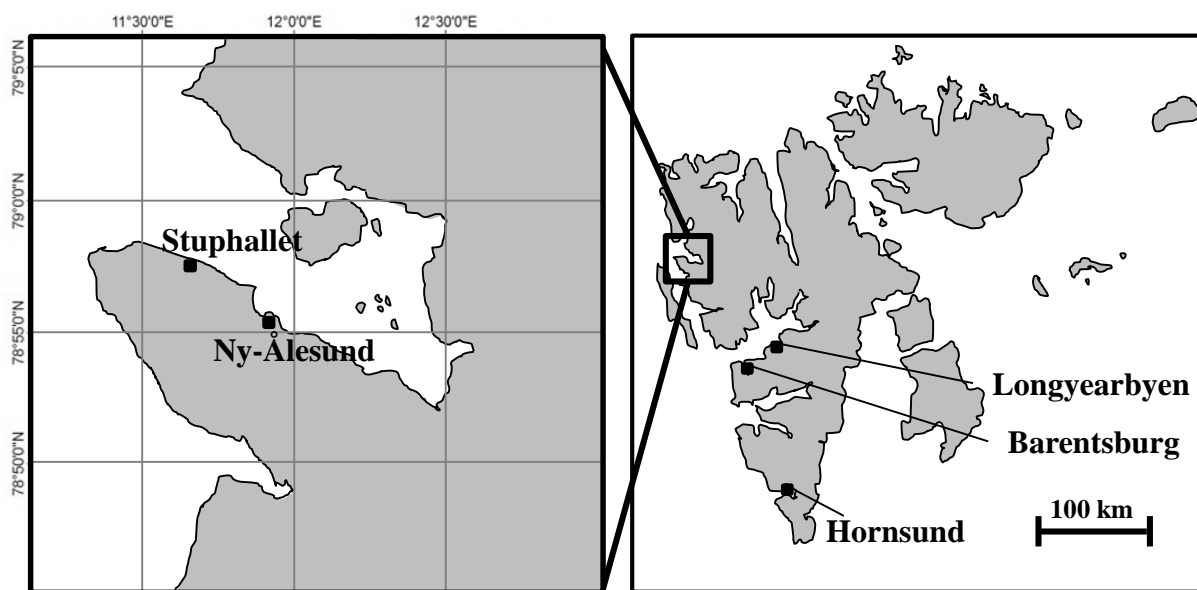 11°30'0"E 12°0'0"E 12°30'0"E
79°5'0"N
79°0'0"N
78°55'0"N
78°50'0"N
Stuphallet
Ny-Ålesund
Longyearbyen
Barentsburg
Hornsund
100 km